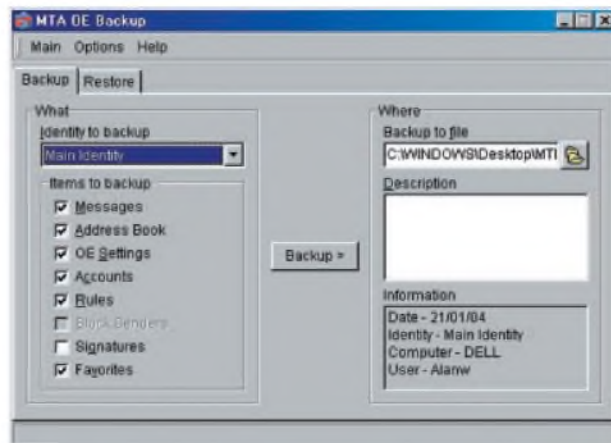 MTA OE Backup
Main Options Help
Backup Restore
What
Identity to backup
Main Identity
Items to backup
Messages
Address Book
OE Settings
Accounts
Rules
Block Senders
Signatures
Favorites
Backup >
Where
Backup to file
C:\WINDOWS\Desktop\MTI
Description
Information
Date - 21/01/04
Identity - Main Identity
Computer - DELL
User - Alanw